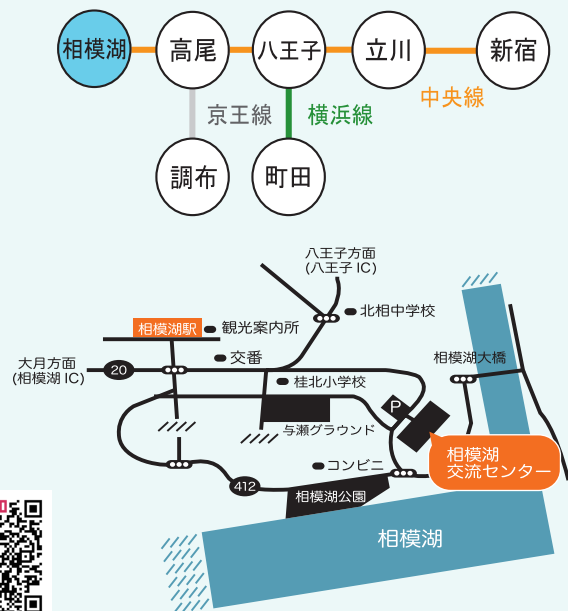 相模湖
高尾
八王子
立川
新宿
中央線
京王線
横浜線
調布
町田
八王子方面
(八王子 IC)
北相中学校
相模湖駅
観光案内所
大月方面
(相模湖 IC)
20
交番
相模湖大橋
桂北小学校
P
与瀬グラウンド
相模湖
交流センター
コンビニ
412
相模湖公園
相模湖